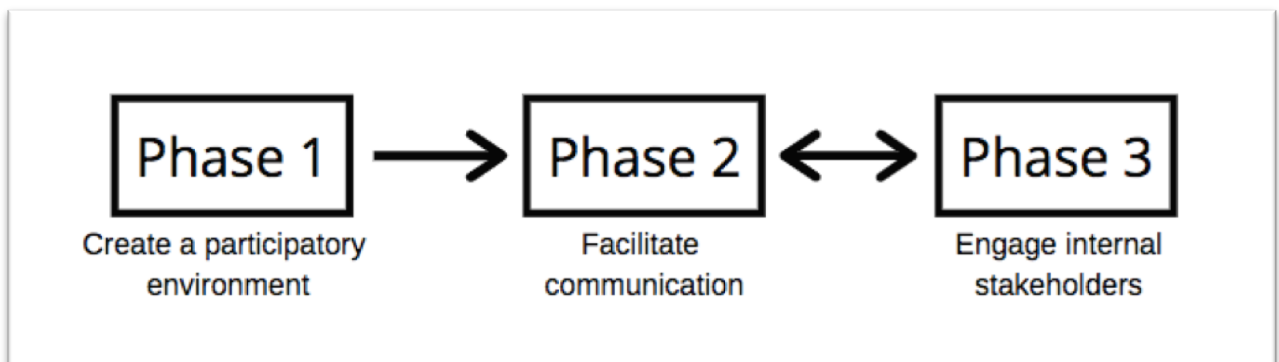 Phase 1
Phase 2
Phase 3
Create a participatory
environment
Facilitate
communication
Engage internal
stakeholders